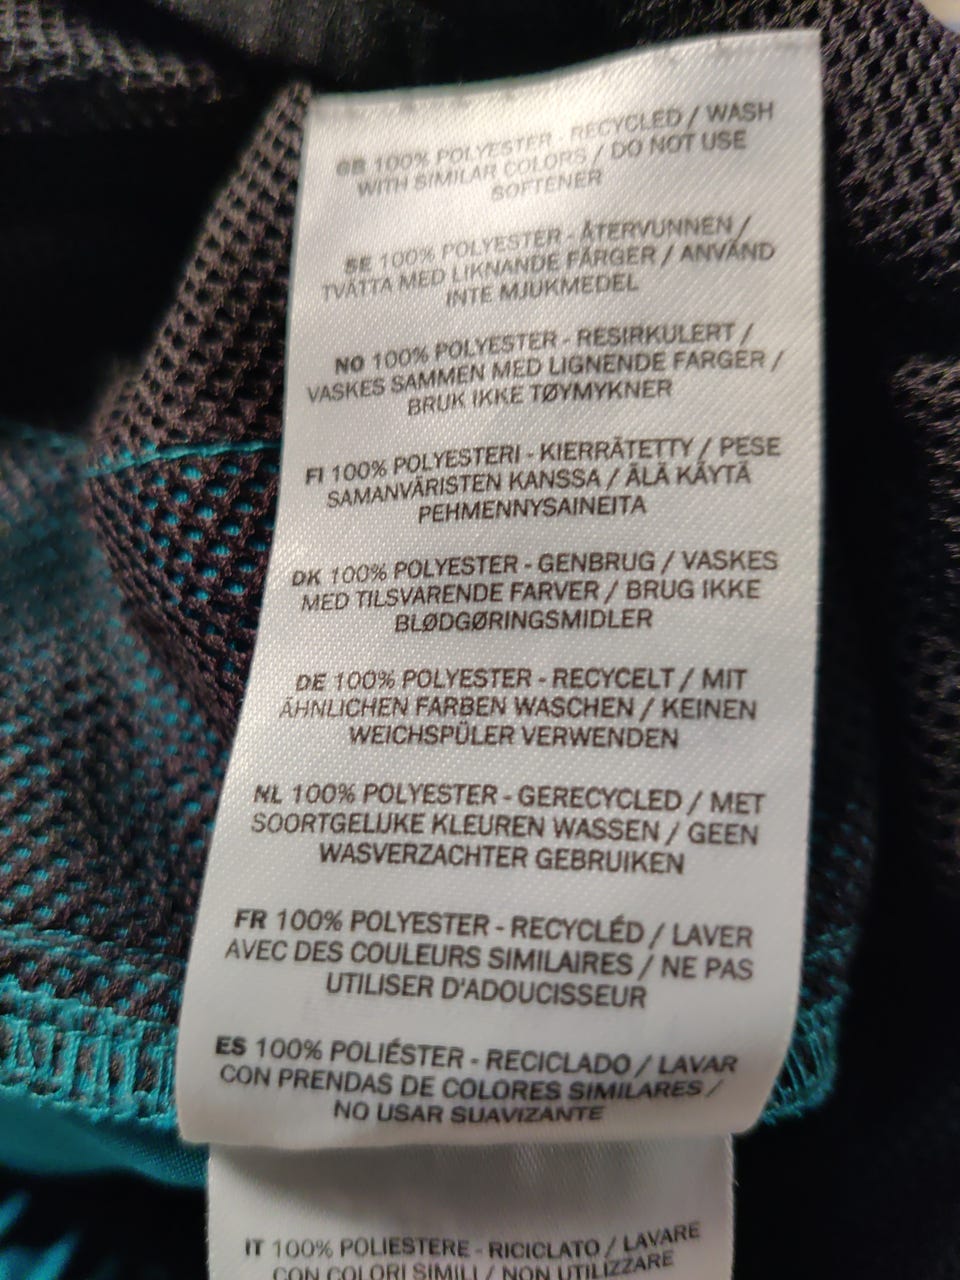 GB 100% POLYESTER - RECYCLED / WASH
WITH SIMILAR COLORS / DO NOT USE
SOFTENER
SE 100% POLYESTER - ÅTERVUNNEN /
TVÄTTA MED LIKNANDE FÄRGER / ANVÄND
INTE MJUKMEDEL
NO 100% POLYESTER - RESIRKULERT /
VASKES SAMMEN MED LIGNENDE FARGER /
BRUK IKKE TØYMYKNER
FI 100% POLYESTERI - KIERRÄTETTY / PESE
SAMANVÄRISTEN KANSSA / ÄLÄ KÄYTÄ
PEHMENNYSAINEITA
DK 100% POLYESTER - GENBRUG / VASKES
MED TILSVARENDE FARVER / BRUG IKKE
BLØDGØRINGSMIDLER
DE 100% POLYESTER - RECYCELT / MIT
ÄHNLICHEN FARBEN WASCHEN / KEINEN
WEICHSPÜLER VERWENDEN
NL 100% POLYESTER - GERECYCLED / MET
SOORTGELIJKE KLEUREN WASSEN / GEEN
WASVERZACHTER GEBRUIKEN
FR 100% POLYESTER - RECYCLÉD / LAVER
AVEC DES COULEURS SIMILAIRES / NE PAS
UTILISER D'ADOUCISSEUR
ES 100% POLIÉSTER - RECICLADO / LAVAR
CON PRENDAS DE COLORES SIMILARES /
NO USAR SUAVIZANTE
IT 100% POLIESTERE - RICICLATO / LAVARE
CON COLORI SIMILI / NON UTILIZZARE